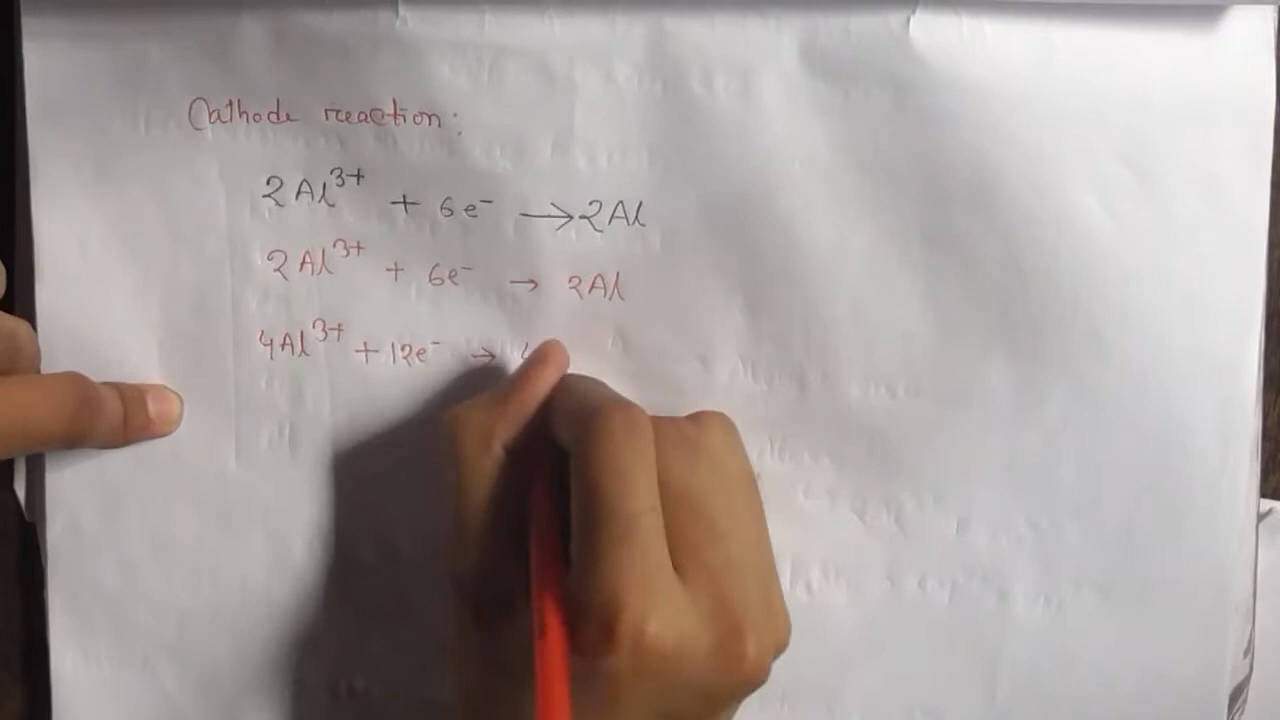 Cathode reaction:
2Al³⁺ + 6e⁻ → 2Al
2Al³⁺ + 6e⁻ → 2Al
4Al³⁺ + 12e⁻ →